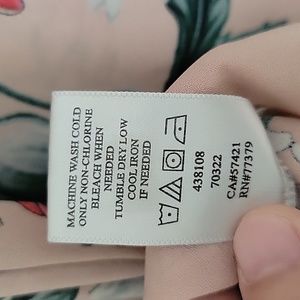 MACHINE WASH COLD
ONLY NON-CHLORINE
BLEACH WHEN
NEEDED
TUMBLE DRY LOW
COOL IRON
IF NEEDED
438108
70322
CA#57421
RN#77379